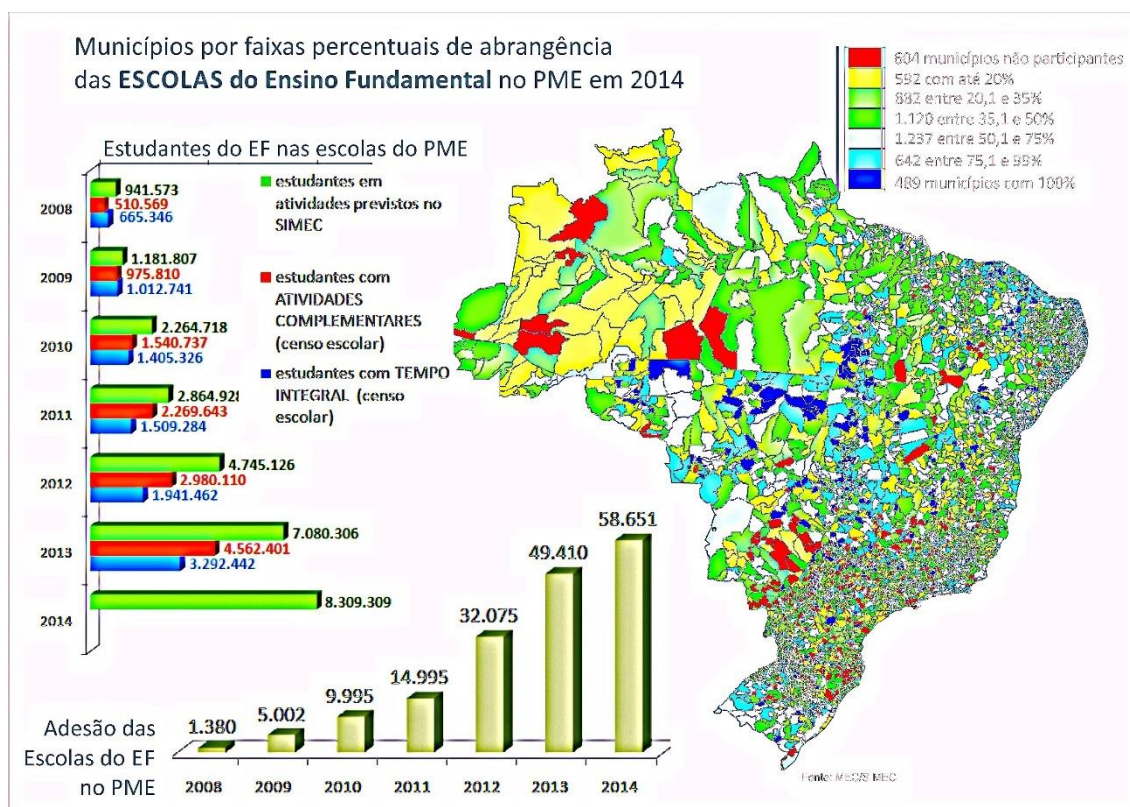 Municípios por faixas percentuais de abrangência
das ESCOLAS do Ensino Fundamental no PME em 2014
604 municípios não participantes
592 com até 20%
882 entre 20,1 e 35%
1.120 entre 35,1 e 50%
1.237 entre 50,1 e 75%
642 entre 75,1 e 99%
489 municípios com 100%
Estudantes do EF nas escolas do PME
estudantes em
atividades previstos no
SIMEC
estudantes com
ATIVIDADES
COMPLEMENTARES
(censo escolar)
estudantes com TEMPO
INTEGRAL (censo
escolar)
2008
941.573
510.569
665.346
2009
1.181.807
975.810
1.012.741
2010
2.264.718
1.540.737
1.405.326
2011
2.864.928
2.269.643
1.509.284
2012
4.745.126
2.980.110
1.941.462
2013
7.080.306
4.562.401
3.292.442
2014
8.309.309
Adesão das
Escolas do EF
no PME
1.380
5.002
9.995
14.995
32.075
49.410
58.651
2008 2009 2010 2011 2012 2013 2014
Fonte: MEC/SIMEC